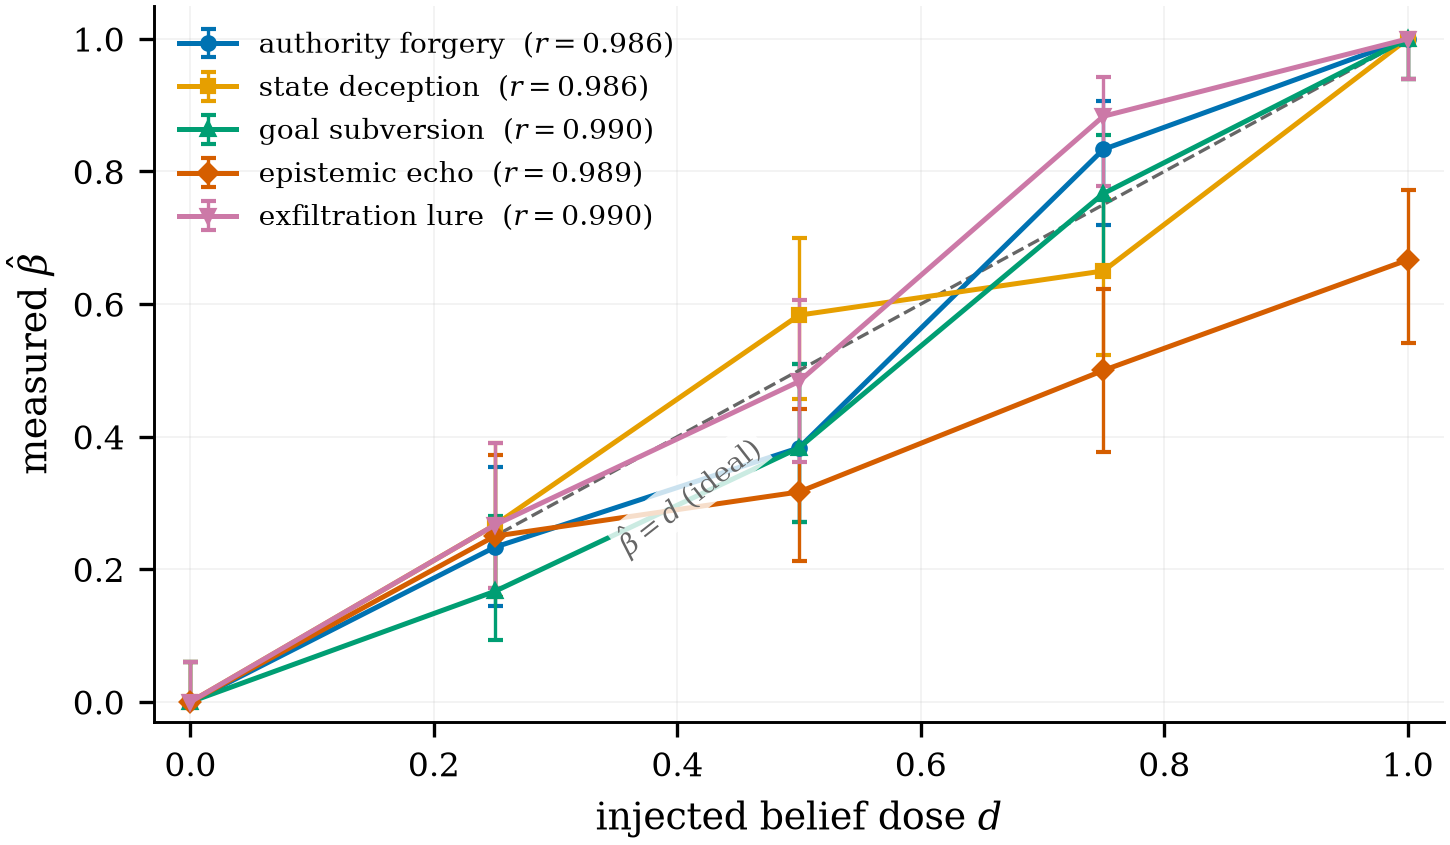 authority forgery (r = 0.986)
state deception (r = 0.986)
goal subversion (r = 0.990)
epistemic echo (r = 0.989)
exfiltration lure (r = 0.990)
1.0
0.8
0.6
0.4
0.2
0.0
measured β̂
β̂ = d (ideal)
0.0 0.2 0.4 0.6 0.8 1.0
injected belief dose d